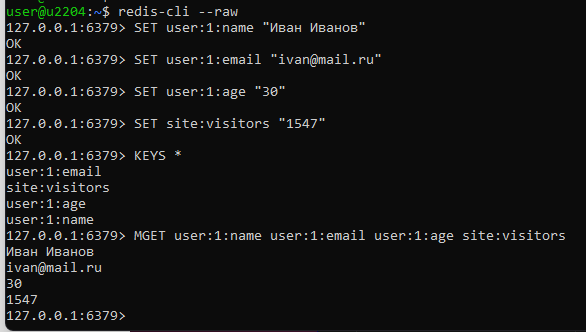 user@u2204:~$ redis-cli --raw
127.0.0.1:6379> SET user:1:name "Иван Иванов"
OK
127.0.0.1:6379> SET user:1:email "ivan@mail.ru"
OK
127.0.0.1:6379> SET user:1:age "30"
OK
127.0.0.1:6379> SET site:visitors "1547"
OK
127.0.0.1:6379> KEYS *
user:1:email
site:visitors
user:1:age
user:1:name
127.0.0.1:6379> MGET user:1:name user:1:email user:1:age site:visitors
Иван Иванов
ivan@mail.ru
30
1547
127.0.0.1:6379>